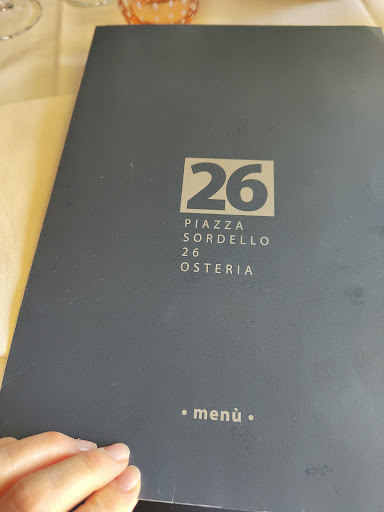 26
PIAZZA
SORDELLO
26
OSTERIA
• menù •